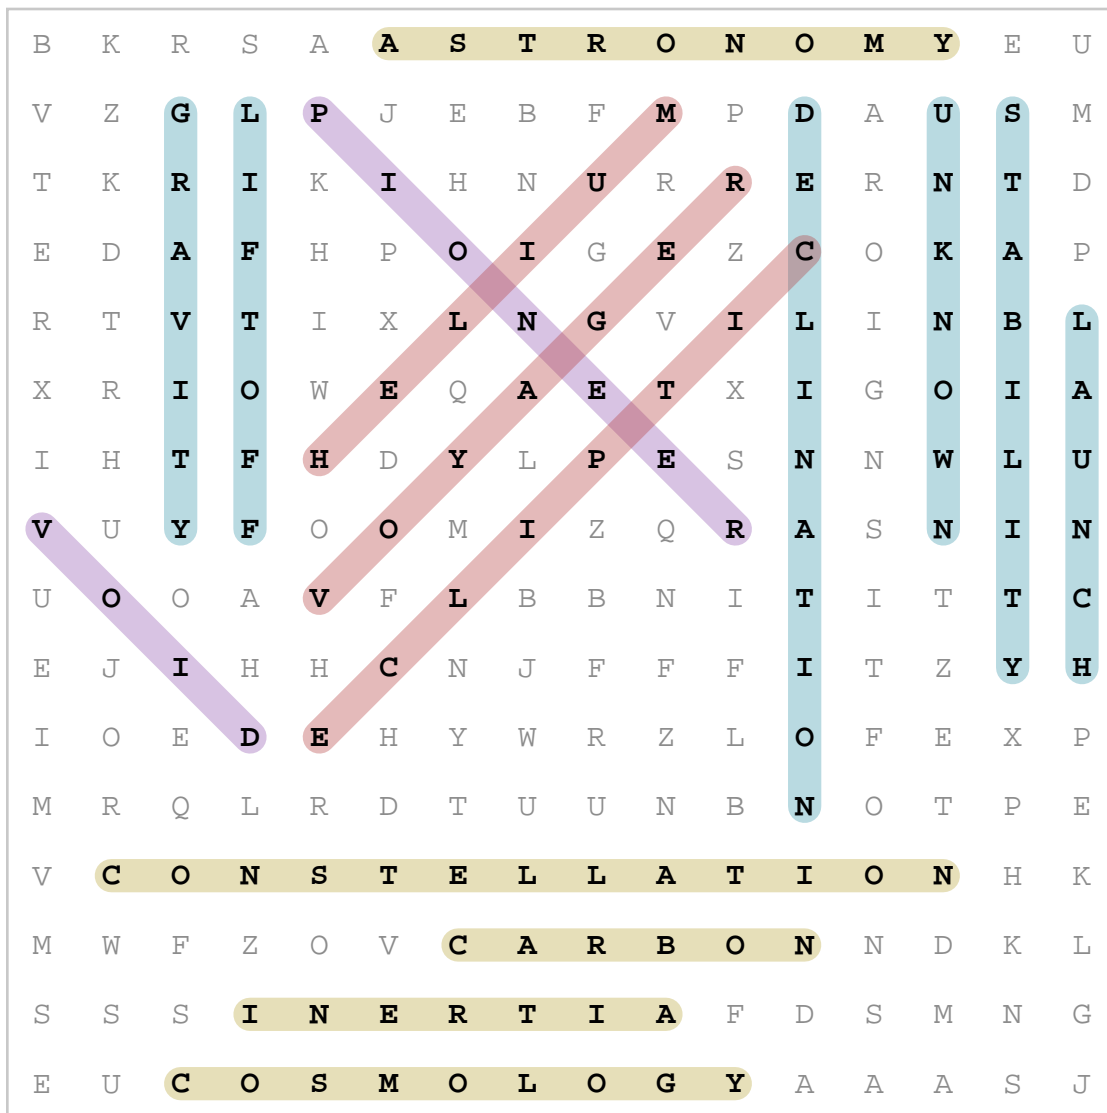 B K R S A A S T R O N O M Y E U
V Z G L P J E B F M P D A U S M
T K R I K I H N U R R E R N T D
E D A F H P O I G E Z C O K A P
R T V T I X L N G V I L I N B L
X R I O W E Q A E T X I G O I A
I H T F H D Y L P E S N N W L U
V U Y F O O M I Z Q R A S N I N
U O O A V F L B B N I T I T T C
E J I H H C N J F F F I T Z Y H
I O E D E H Y W R Z L O F E X P
M R Q L R D T U U N B N O T P E
V C O N S T E L L A T I O N H K
M W F Z O V C A R B O N N D K L
S S S I N E R T I A F D S M N G
E U C O S M O L O G Y A A A S J